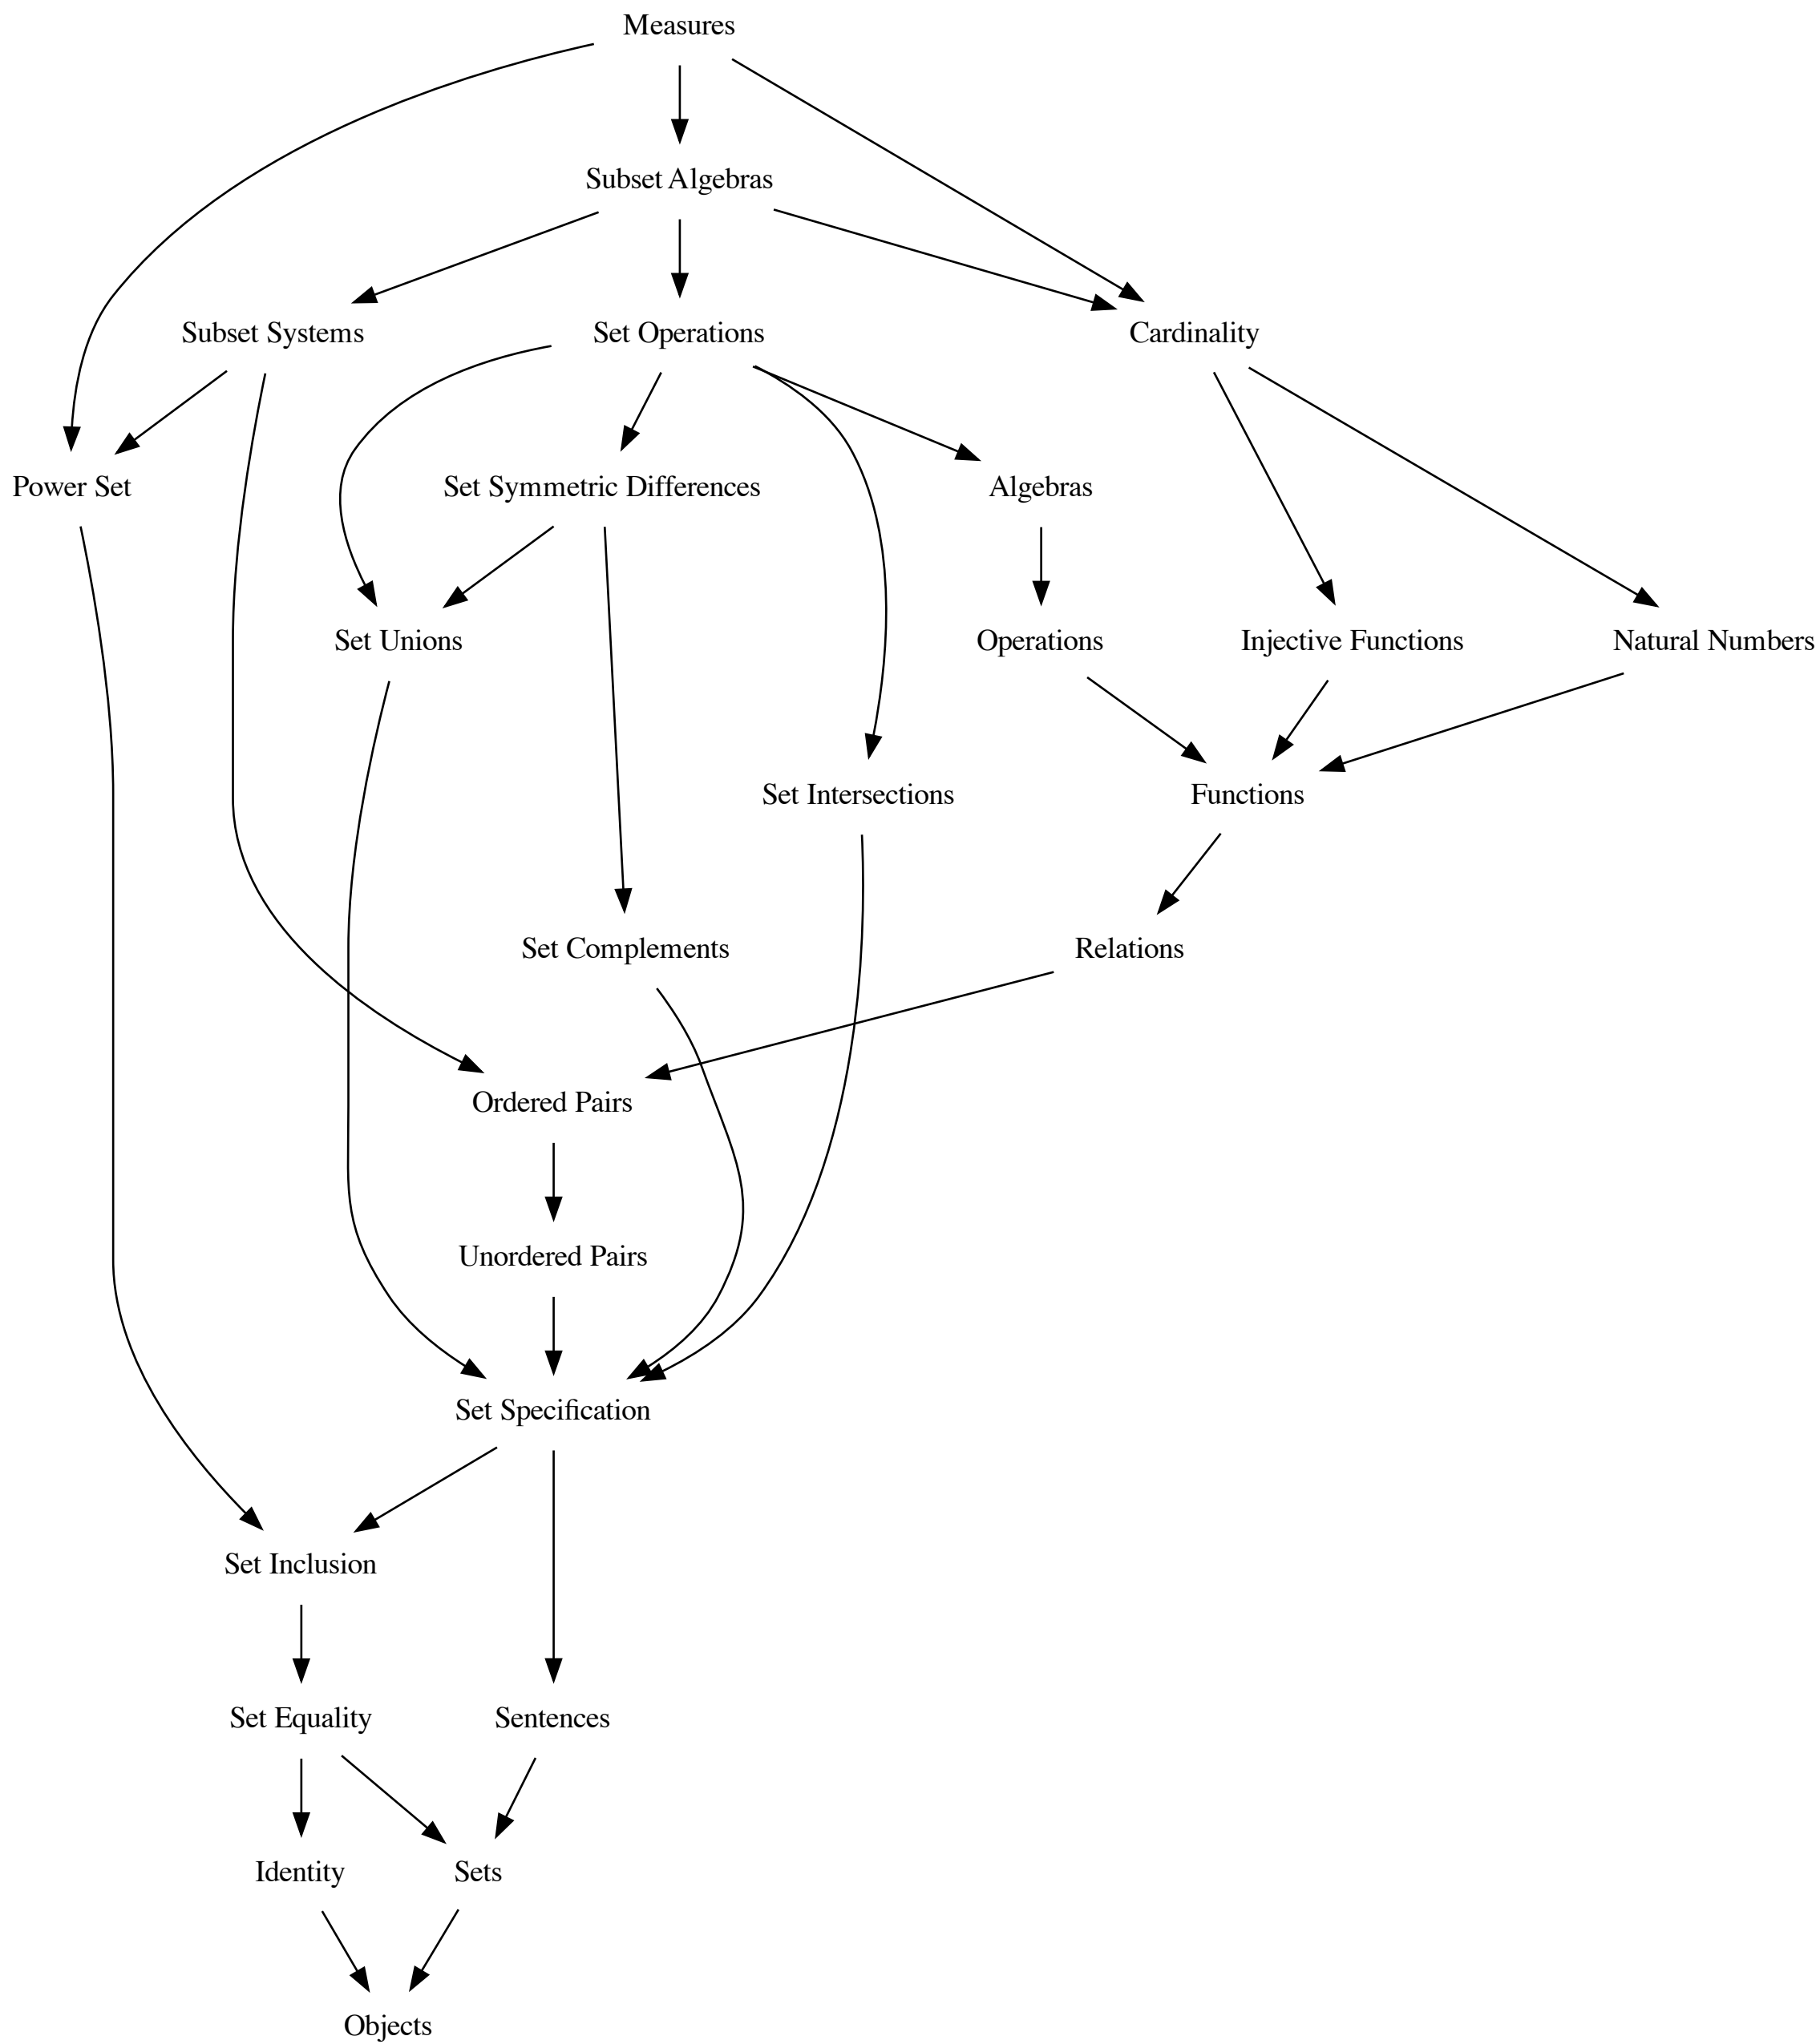 Measures
Subset Algebras
Subset Systems
Set Operations
Cardinality
Power Set
Set Symmetric Differences
Algebras
Set Unions
Operations
Injective Functions
Natural Numbers
Set Intersections
Functions
Set Complements
Relations
Ordered Pairs
Unordered Pairs
Set Specification
Set Inclusion
Set Equality
Sentences
Identity
Sets
Objects